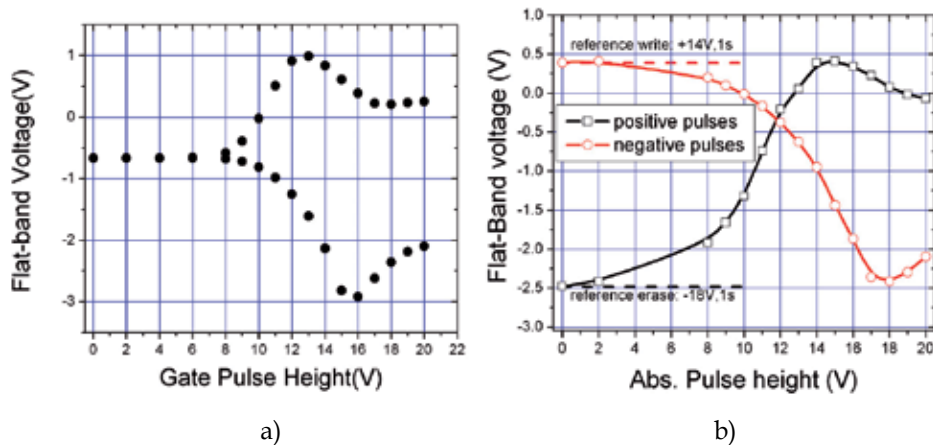 a)
Flat-band Voltage(V)
1
0
-1
-2
-3
0 2 4 6 8 10 12 14 16 18 20 22
Gate Pulse Height(V)
a)
b)
Flat-Band voltage (V)
1.0
0.5
0.0
-0.5
-1.0
-1.5
-2.0
-2.5
-3.0
reference write: +14V,1s
positive pulses
negative pulses
reference erase: -18V,1s
0 2 4 6 8 10 12 14 16 18 20
Abs. Pulse height (V)
b)